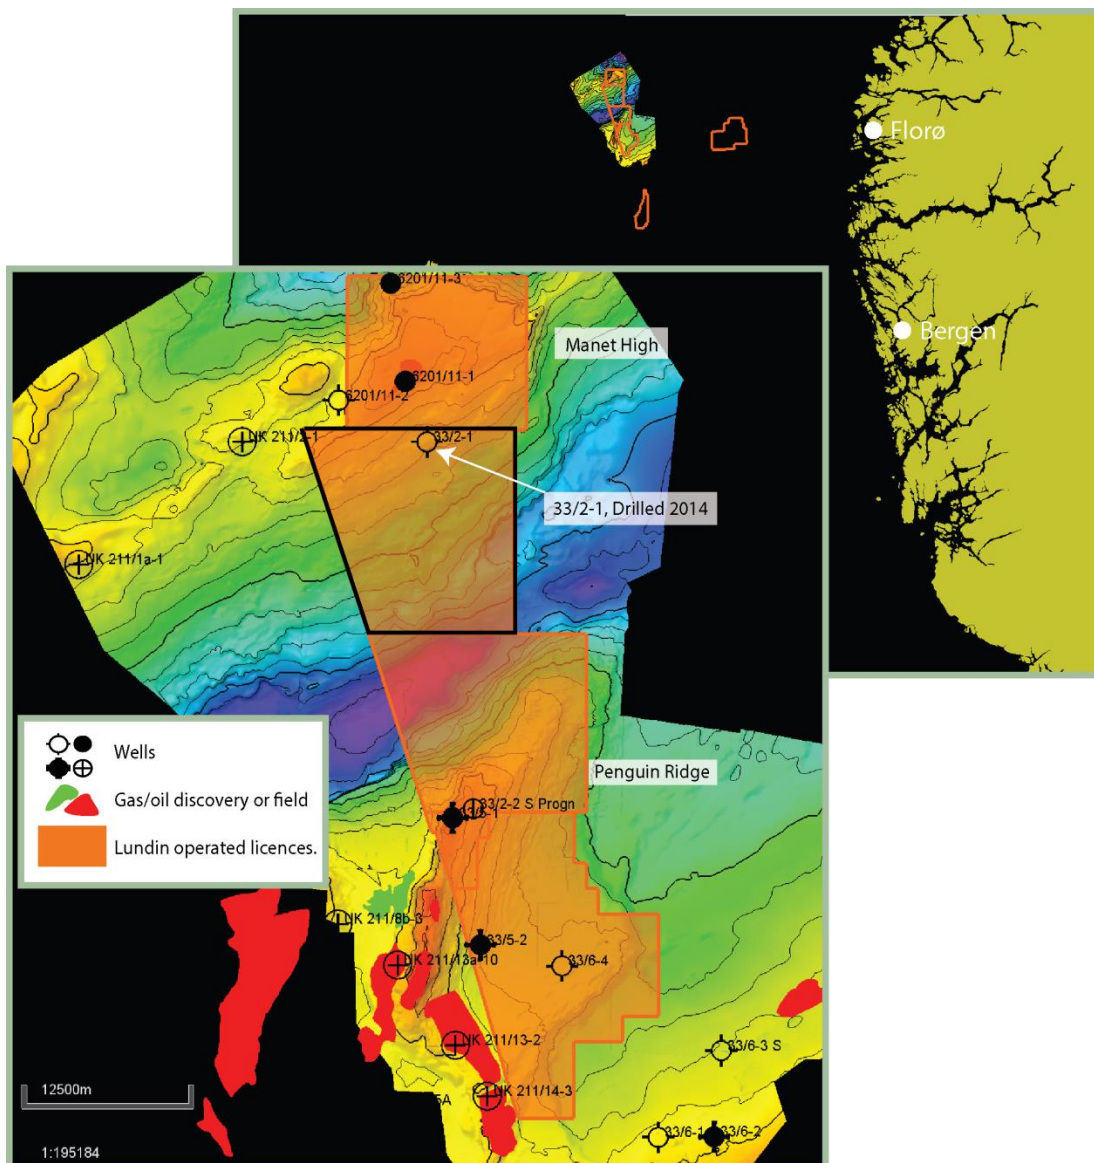 Florø
Bergen
6201/11-3
Manet High
6201/11-1
6201/11-2
UK 211/2-1
33/2-1
33/2-1, Drilled 2014
UK 211/1a-1
Wells
Gas/oil discovery or field
Lundin operated licences.
Penguin Ridge
33/2-2 S Progn
33/5-1
UK 211/8b-3
33/5-2
UK 211/13a-10
33/6-4
UK 211/13-2
33/6-3 S
12500m
UK 211/14-3
5A
33/6-1
33/6-2
1:195184